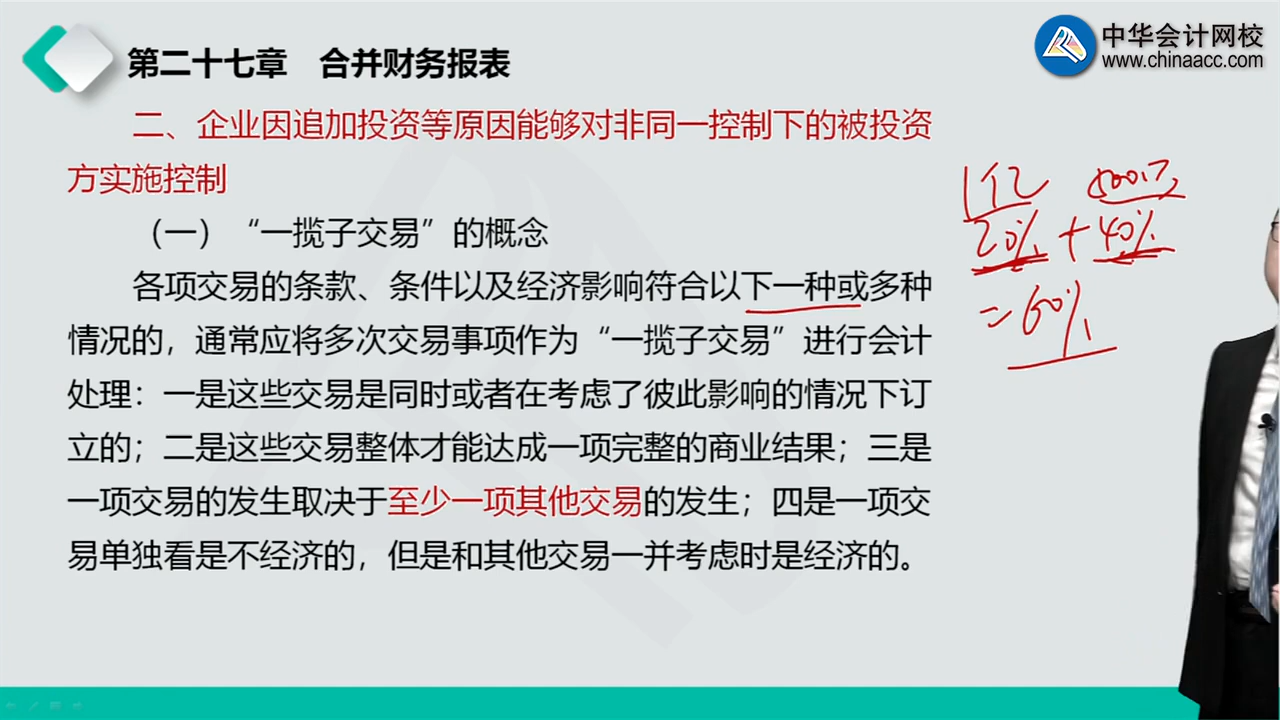 第二十七章 合并财务报表
中华会计网校
www.chinaacc.com
二、企业因追加投资等原因能够对非同一控制下的被投资
方实施控制
（一）“一揽子交易”的概念
各项交易的条款、条件以及经济影响符合以下一种或多种
情况的，通常应将多次交易事项作为“一揽子交易”进行会计
处理：一是这些交易是同时或者在考虑了彼此影响的情况下订
立的；二是这些交易整体才能达成一项完整的商业结果；三是
一项交易的发生取决于至少一项其他交易的发生；四是一项交
易单独看是不经济的，但是和其他交易一并考虑时是经济的。
1个亿
20% + 40%
= 60%